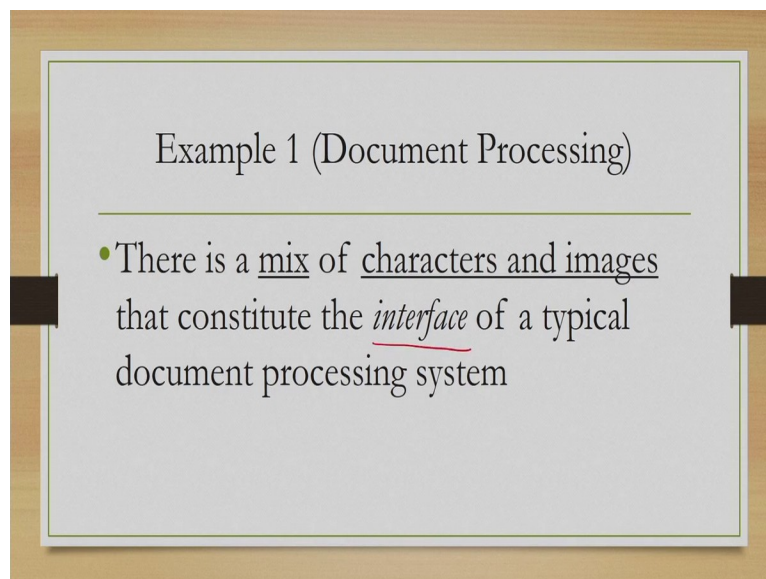 Example 1 (Document Processing)
• There is a mix of characters and images
that constitute the interface of a typical
document processing system